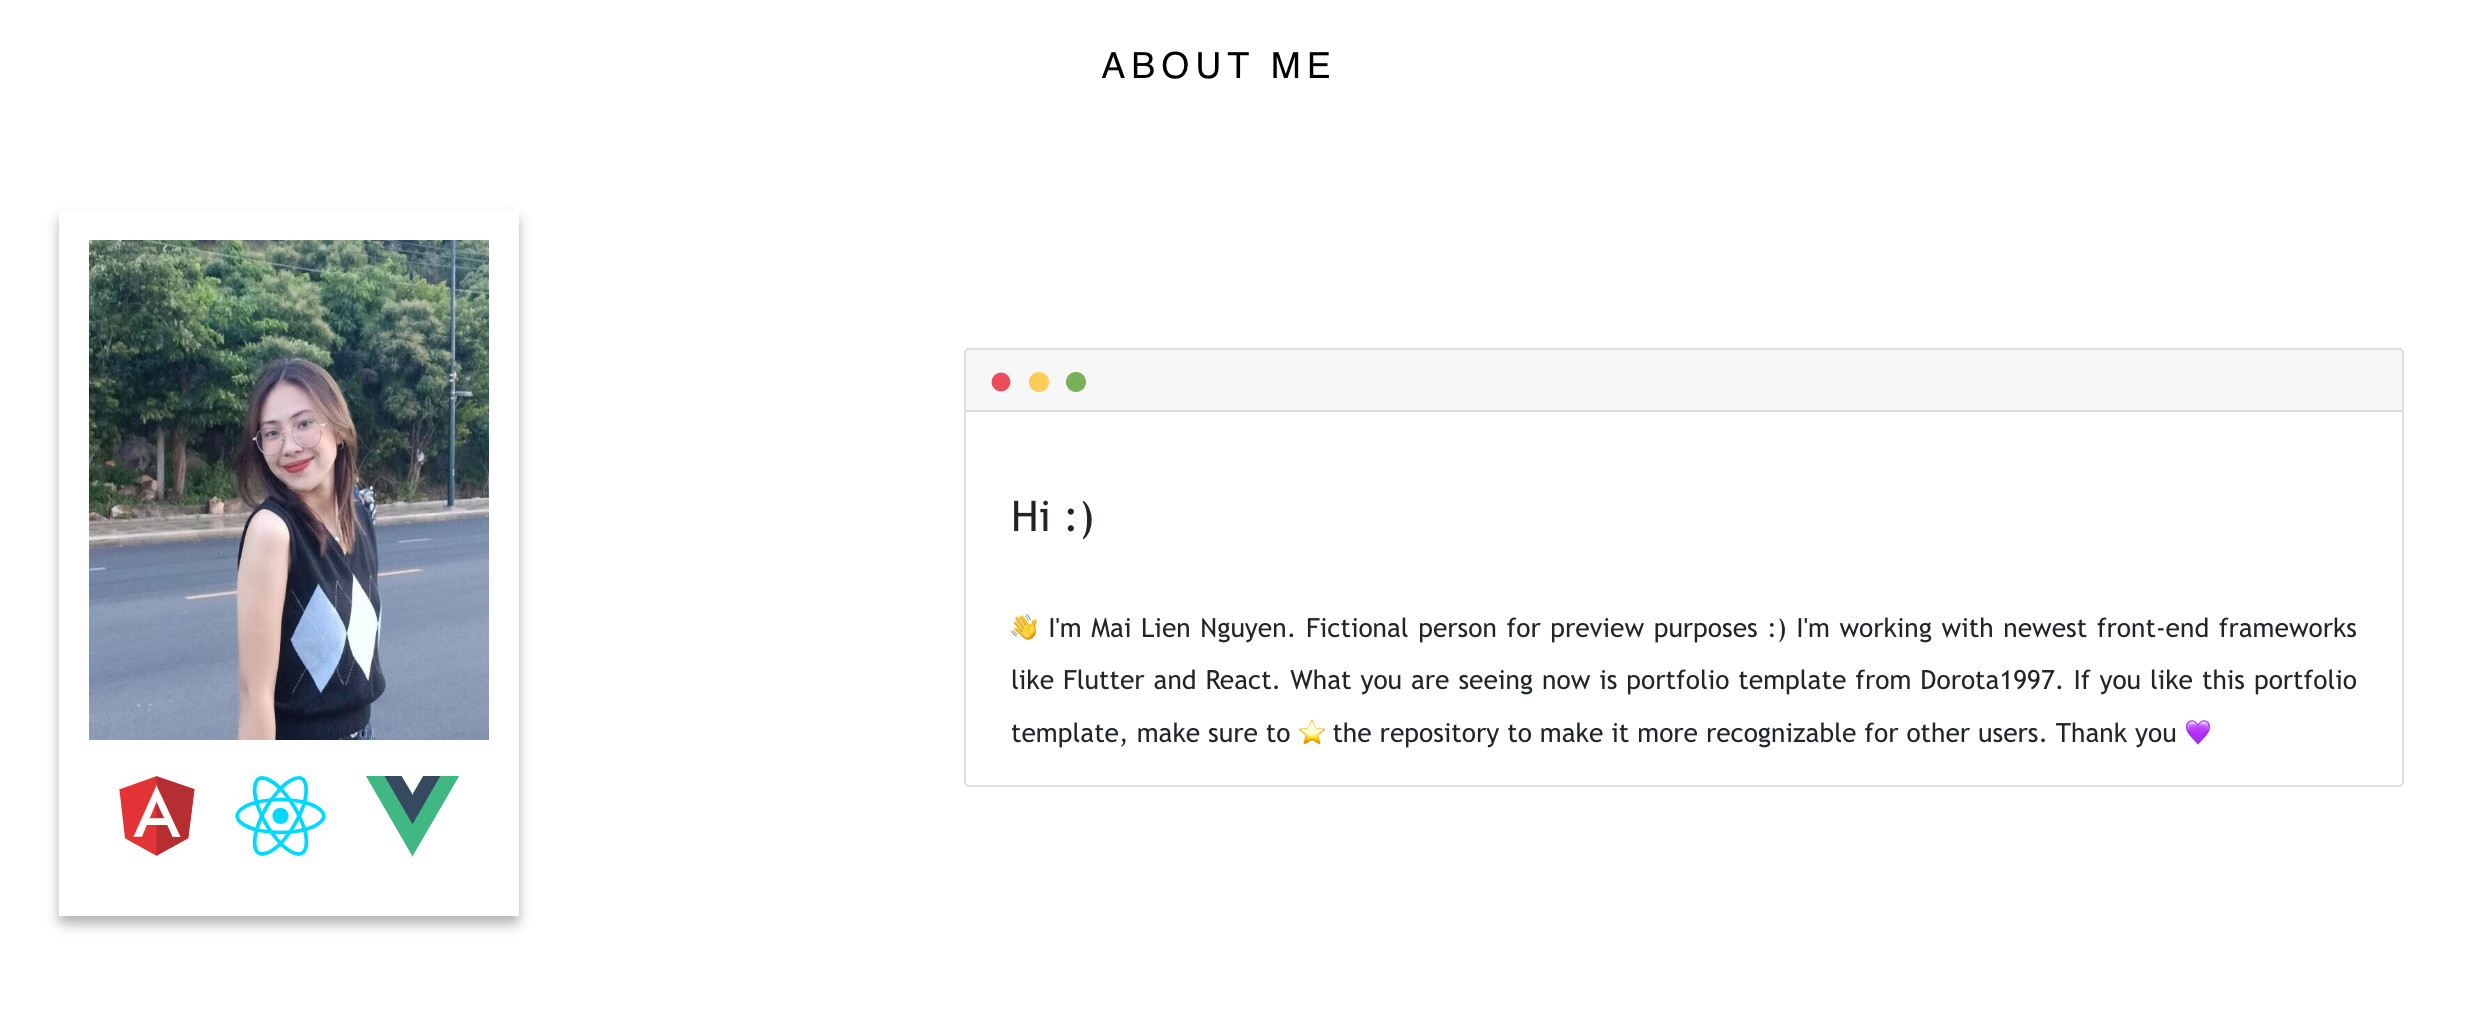 ABOUT ME
Hi :)
👋 I'm Mai Lien Nguyen. Fictional person for preview purposes :) I'm working with newest front-end frameworks
like Flutter and React. What you are seeing now is portfolio template from Dorota1997. If you like this portfolio
template, make sure to ⭐ the repository to make it more recognizable for other users. Thank you 💜